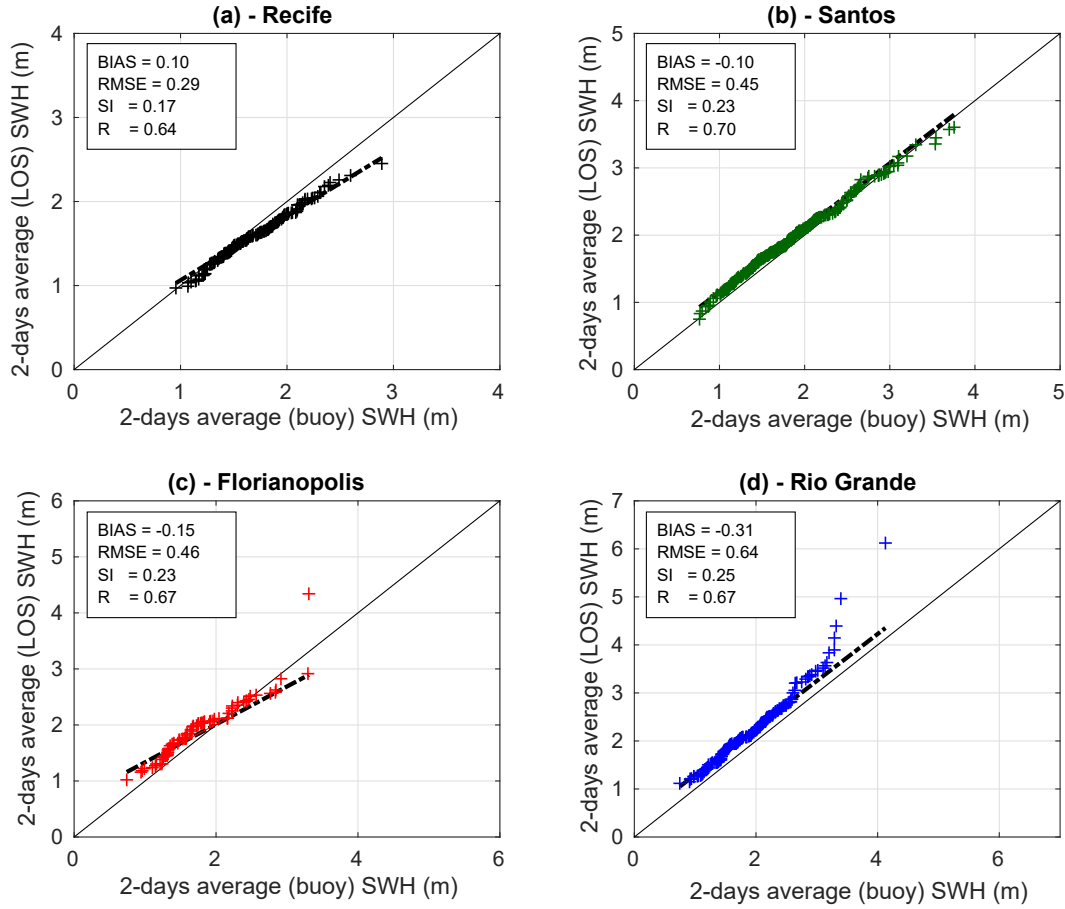 (a) - Recife
2-days average (LOS) SWH (m)
4
3
2
1
0
BIAS = 0.10
RMSE = 0.29
SI = 0.17
R = 0.64
0 1 2 3 4
2-days average (buoy) SWH (m)
(b) - Santos
2-days average (LOS) SWH (m)
5
4
3
2
1
0
BIAS = -0.10
RMSE = 0.45
SI = 0.23
R = 0.70
0 1 2 3 4 5
2-days average (buoy) SWH (m)
(c) - Florianopolis
2-days average (LOS) SWH (m)
6
5
4
3
2
1
0
BIAS = -0.15
RMSE = 0.46
SI = 0.23
R = 0.67
0 2 4 6
2-days average (buoy) SWH (m)
(d) - Rio Grande
2-days average (LOS) SWH (m)
7
6
5
4
3
2
1
0
BIAS = -0.31
RMSE = 0.64
SI = 0.25
R = 0.67
0 2 4 6
2-days average (buoy) SWH (m)